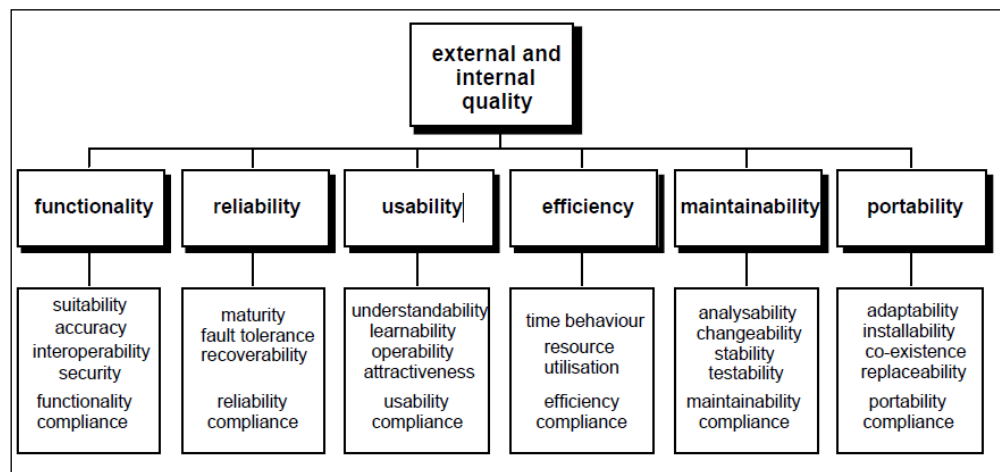 external and
internal
quality
functionality
reliability
usability
efficiency
maintainability
portability
suitability
accuracy
interoperability
security
functionality
compliance
maturity
fault tolerance
recoverability
reliability
compliance
understandability
learnability
operability
attractiveness
usability
compliance
time behaviour
resource
utilisation
efficiency
compliance
analysability
changeability
stability
testability
maintainability
compliance
adaptability
installability
co-existence
replaceability
portability
compliance